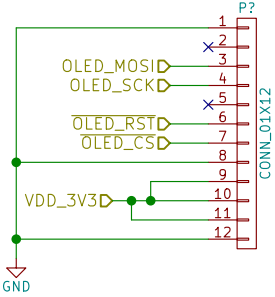 P?
1
2
OLED_MOSI 3
OLED_SCK 4
5
OLED_RST 6
OLED_CS 7
8
9
VDD_3V3 10
11
12
CONN_01X12
GND